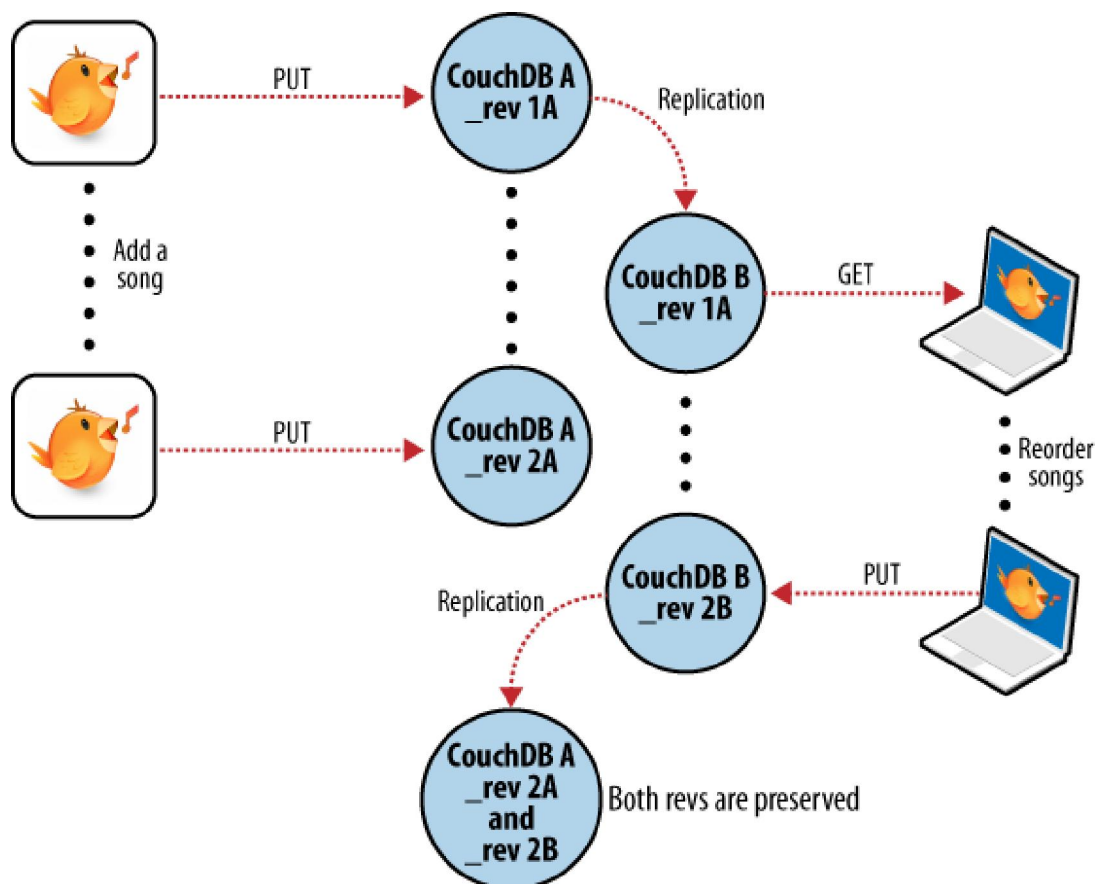 PUT
CouchDB A
_rev 1A
Replication
Add a
song
CouchDB B
_rev 1A
GET
PUT
CouchDB A
_rev 2A
Reorder
songs
CouchDB B
_rev 2B
PUT
Replication
CouchDB A
_rev 2A
and
_rev 2B
Both revs are preserved